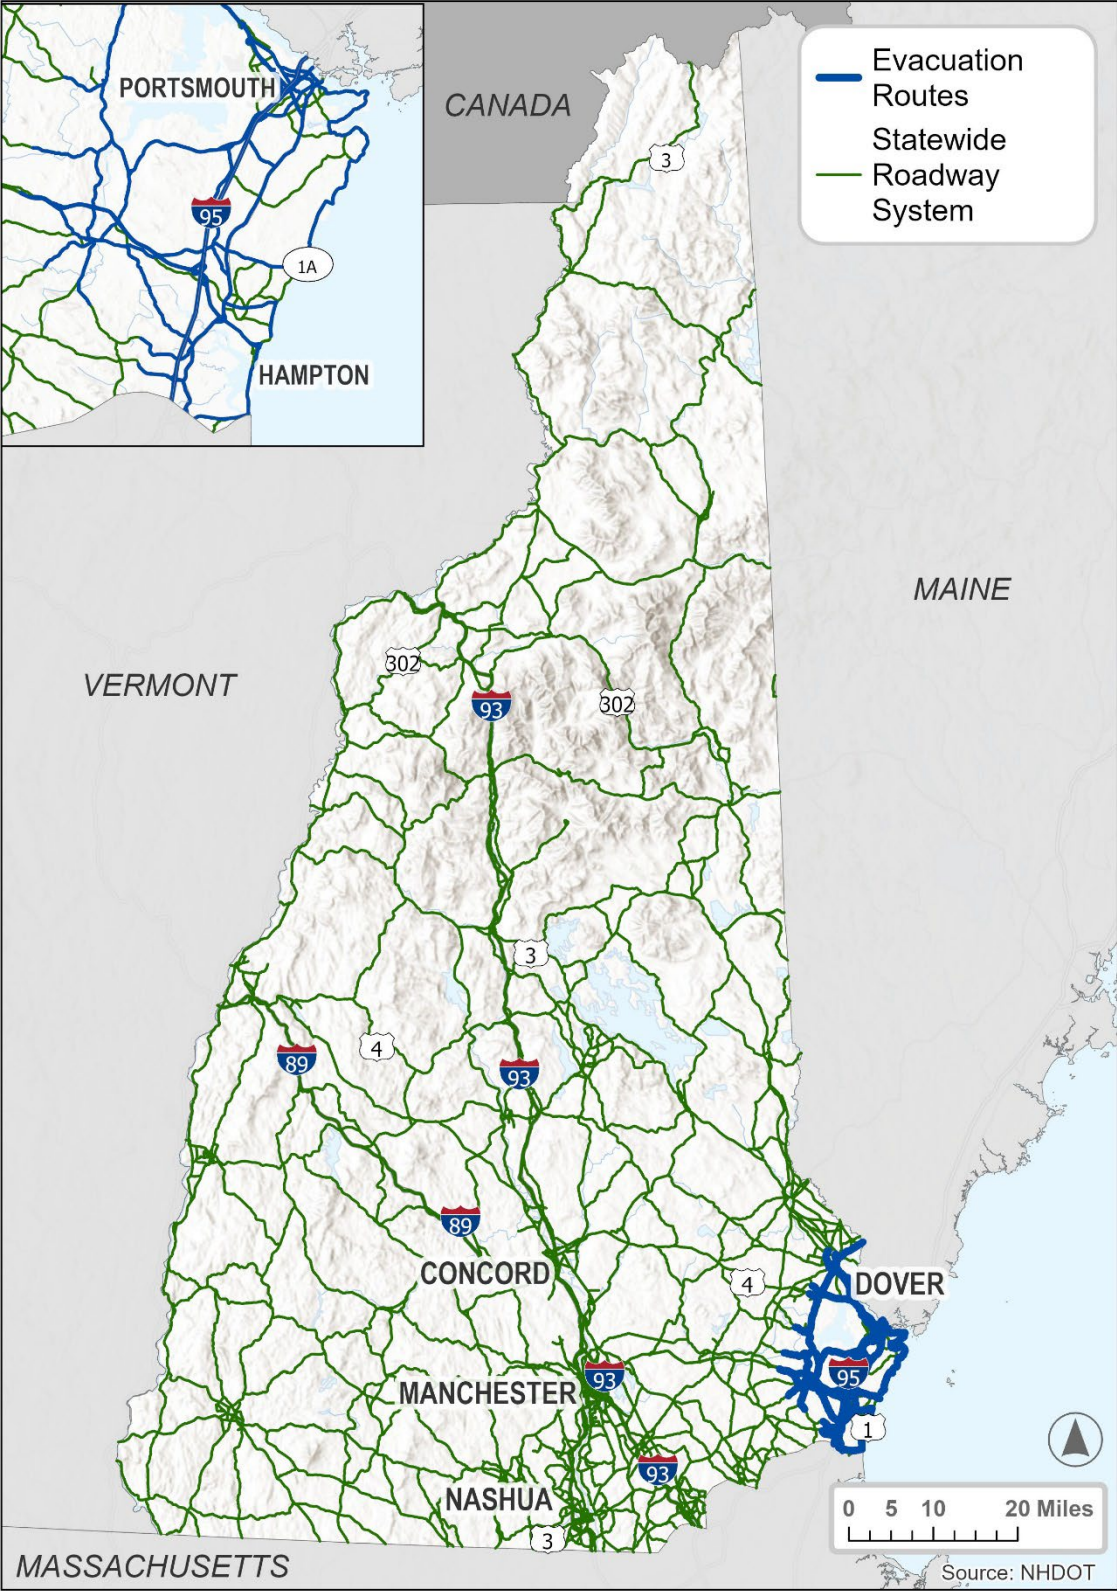 PORTSMOUTH
95
1A
HAMPTON
CANADA
3
Evacuation
Routes
Statewide
Roadway
System
MAINE
VERMONT
302
93
302
3
4
89
93
89
CONCORD
4
DOVER
93
95
MANCHESTER
1
93
NASHUA
3
0 5 10 20 Miles
MASSACHUSETTS
Source: NHDOT